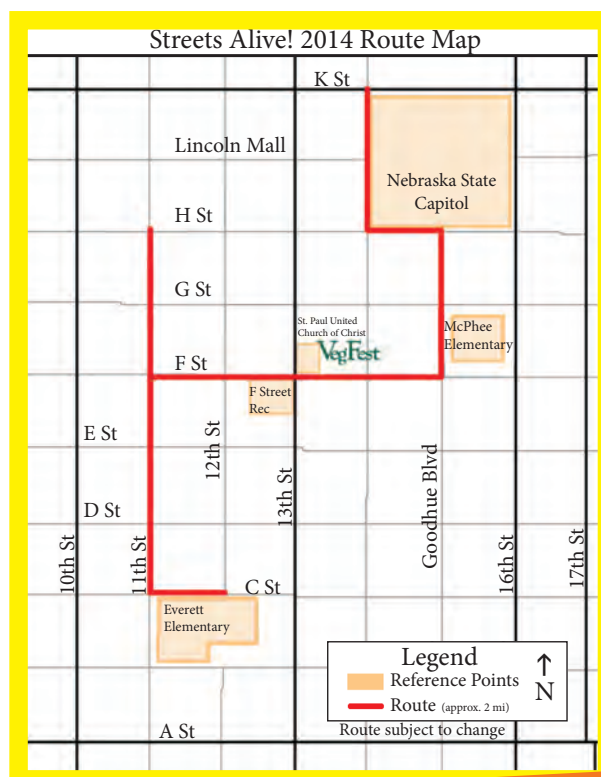 Streets Alive! 2014 Route Map
K St
Lincoln Mall
Nebraska State
Capitol
H St
G St
St. Paul United
Church of Christ
VegFest
McPhee
Elementary
F St
F Street
Rec
E St
12th St
D St
13th St
Goodhue Blvd
10th St
11th St
16th St
17th St
C St
Everett
Elementary
Legend
Reference Points
Route (approx. 2 mi)
N
A St
Route subject to change